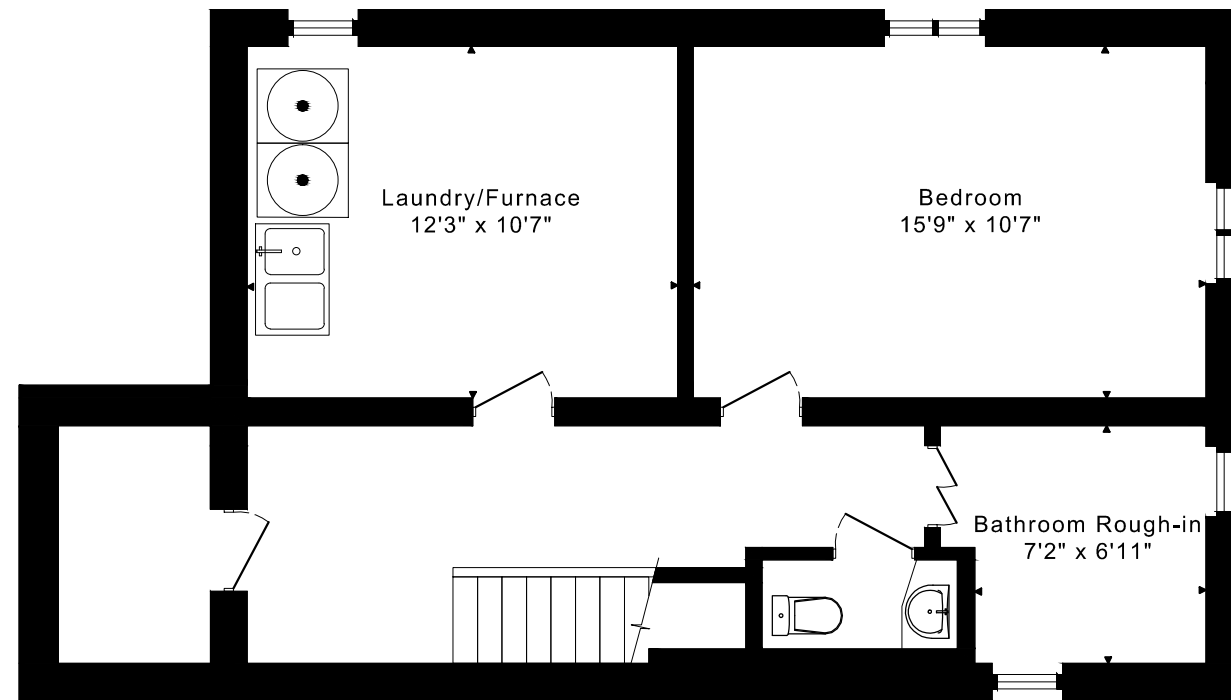 Laundry/Furnace
12'3" x 10'7"
Bedroom
15'9" x 10'7"
Bathroom Rough-in
7'2" x 6'11"